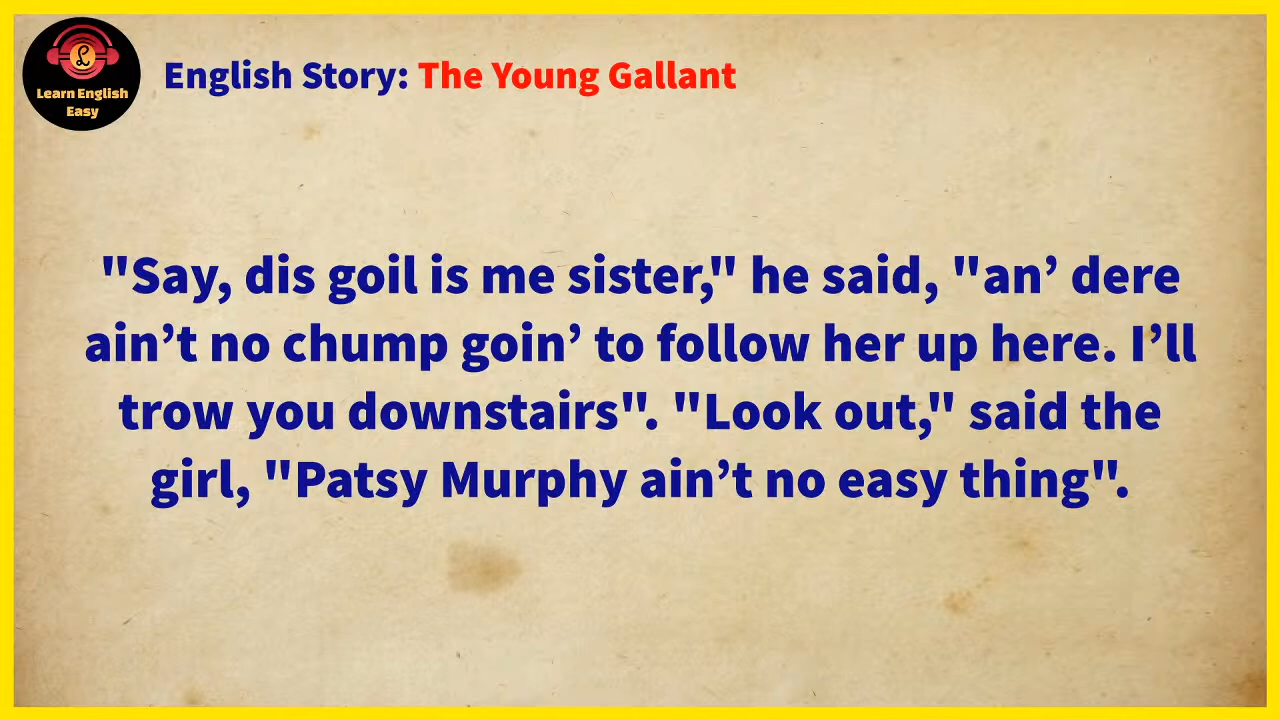 Learn English
Easy
English Story: The Young Gallant
"Say, dis goil is me sister," he said, "an’ dere
ain’t no chump goin’ to follow her up here. I’ll
trow you downstairs". "Look out," said the
girl, "Patsy Murphy ain’t no easy thing".